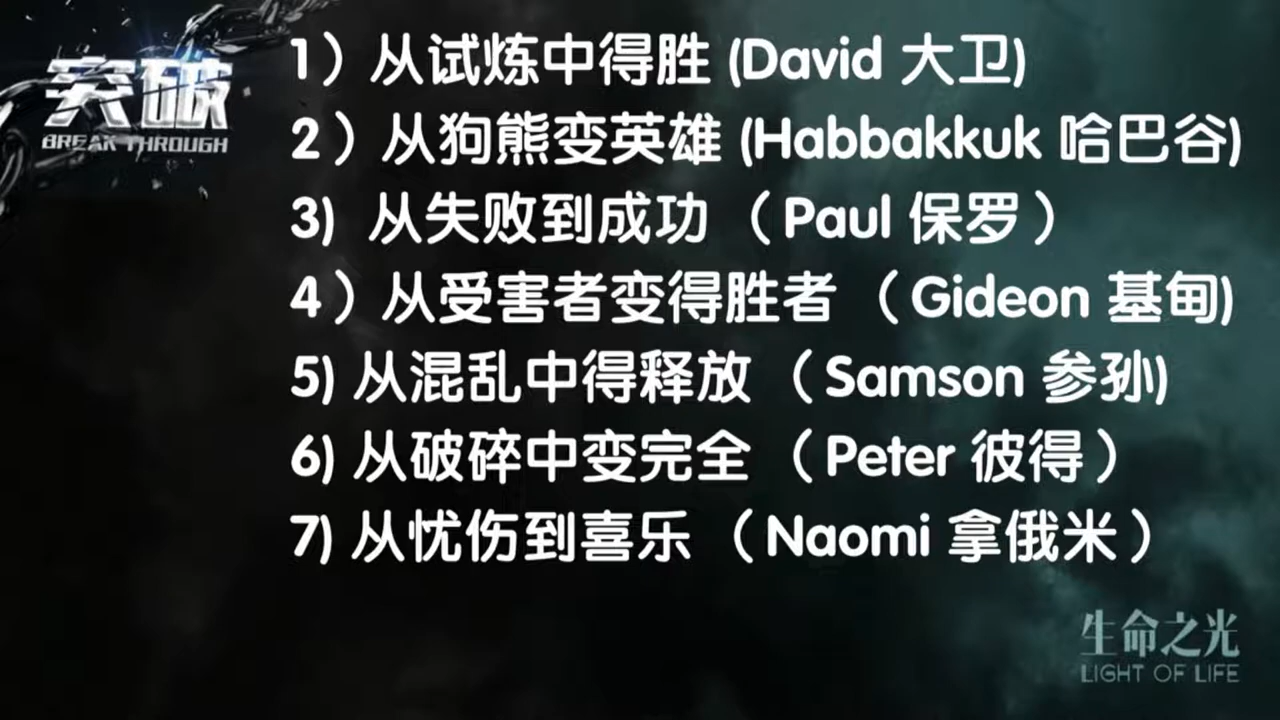 突破
BREAK THROUGH
1）从试炼中得胜 (David 大卫)
2）从狗熊变英雄 (Habbakkuk 哈巴谷)
3) 从失败到成功 （Paul 保罗）
4）从受害者变得胜者 （Gideon 基甸)
5) 从混乱中得释放 （Samson 参孙)
6) 从破碎中变完全 （Peter 彼得）
7) 从忧伤到喜乐 （Naomi 拿俄米）
生命之光
LIGHT OF LIFE